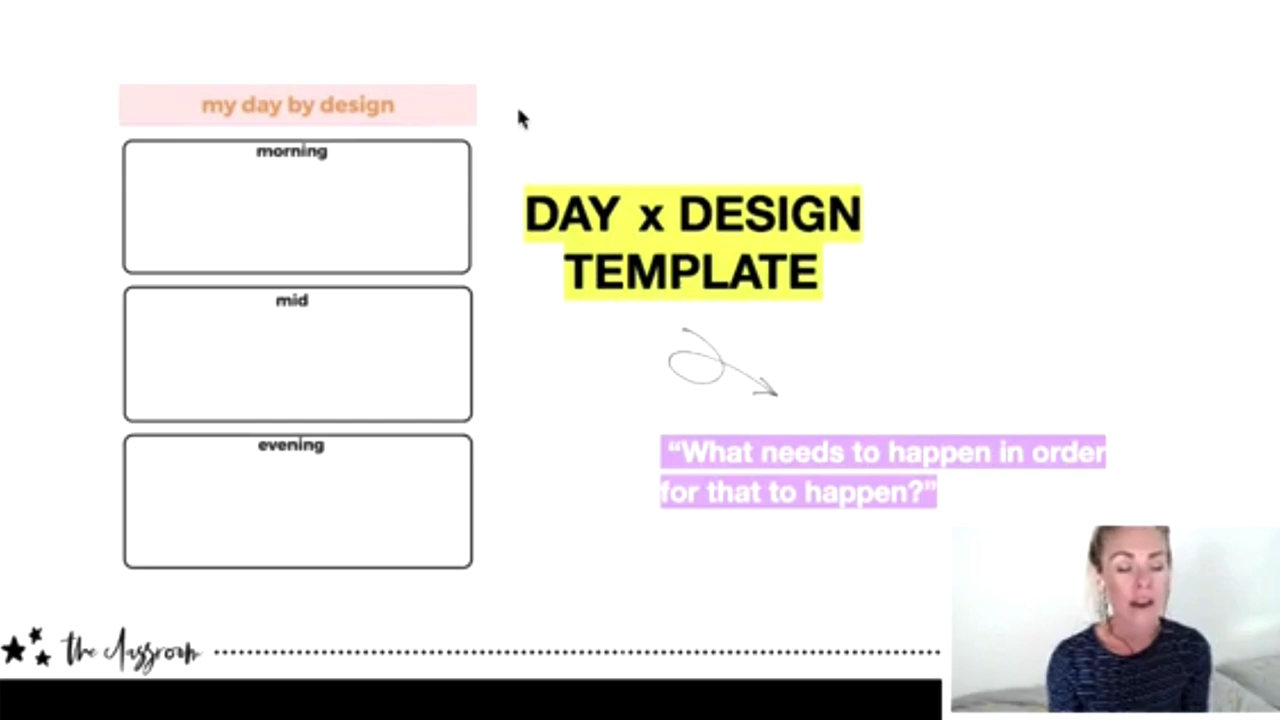 my day by design
morning
mid
evening
DAY x DESIGN
TEMPLATE
“What needs to happen in order
for that to happen?”
the classroom